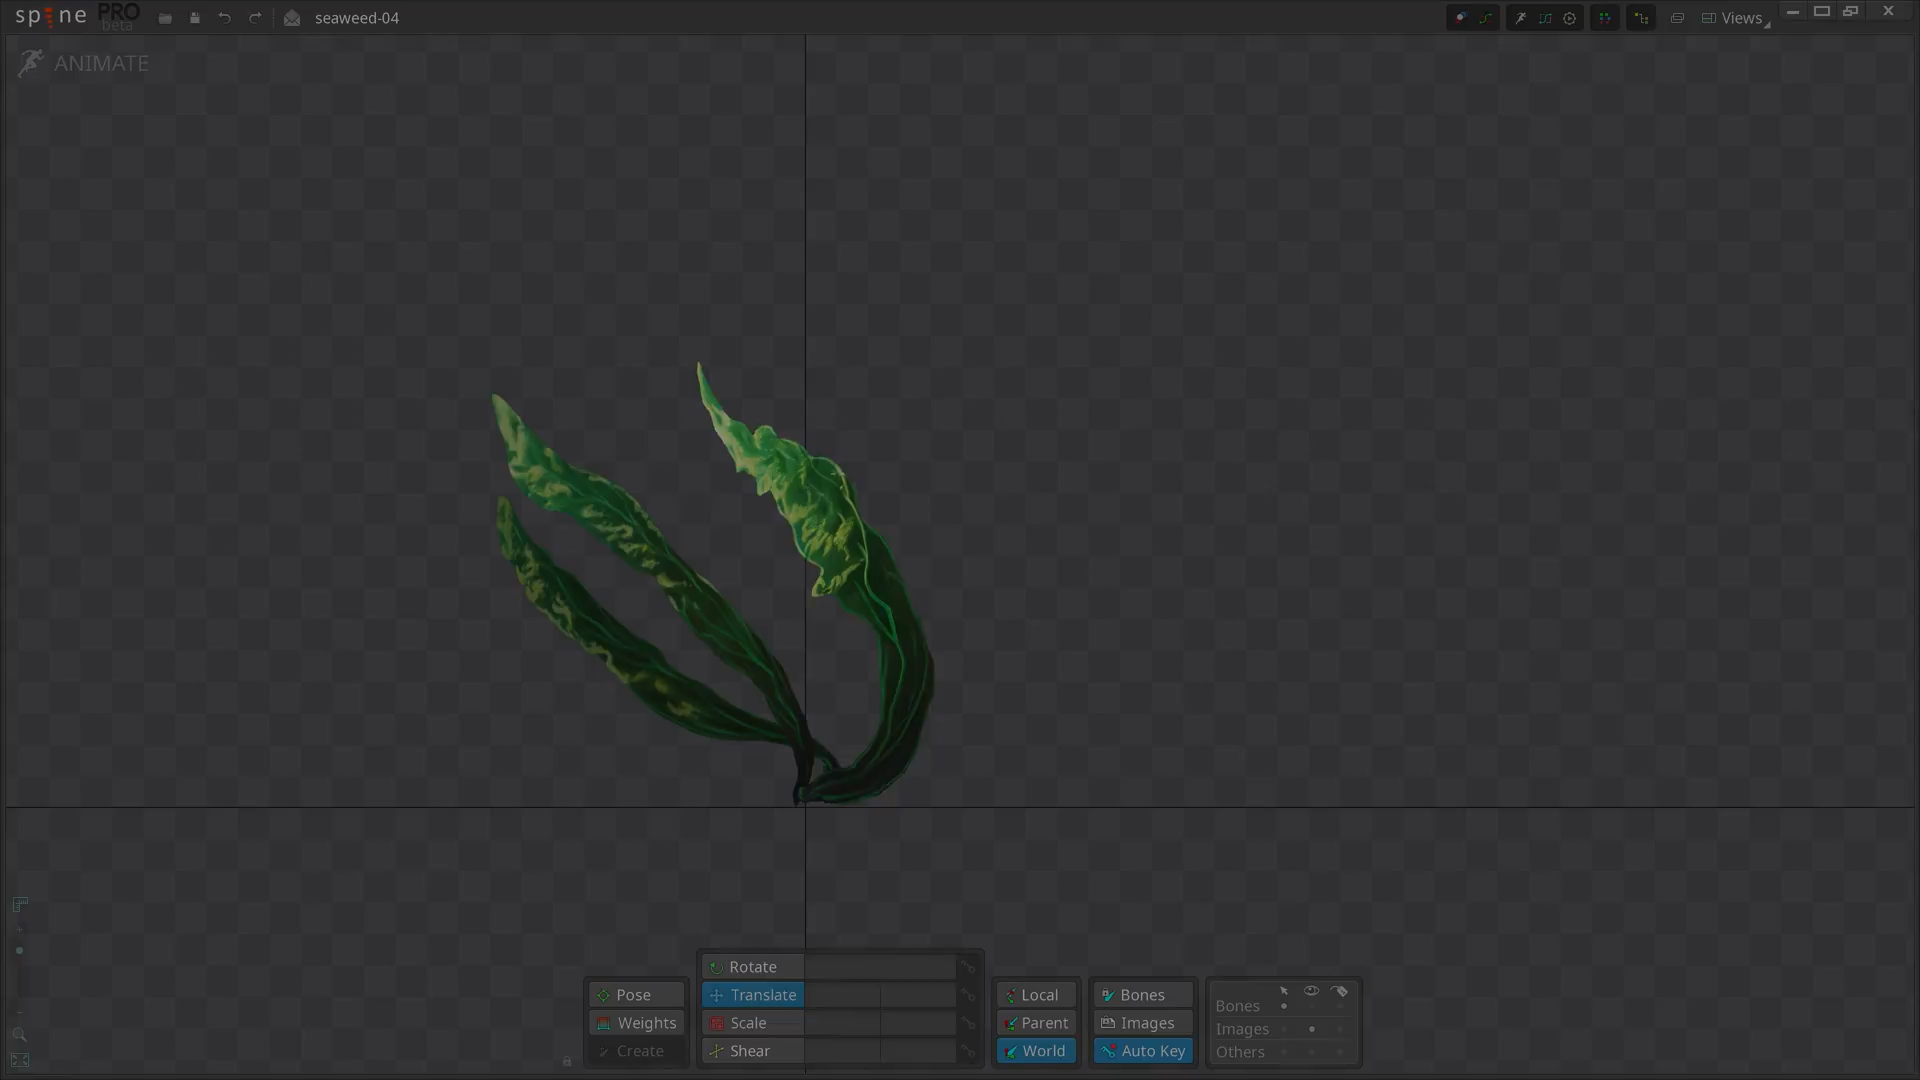 spine PRO beta seaweed-04 Views
ANIMATE
Rotate
Pose Translate Local Bones
Weights Scale Parent Images
Create Shear World Auto Key
Bones
Images
Others